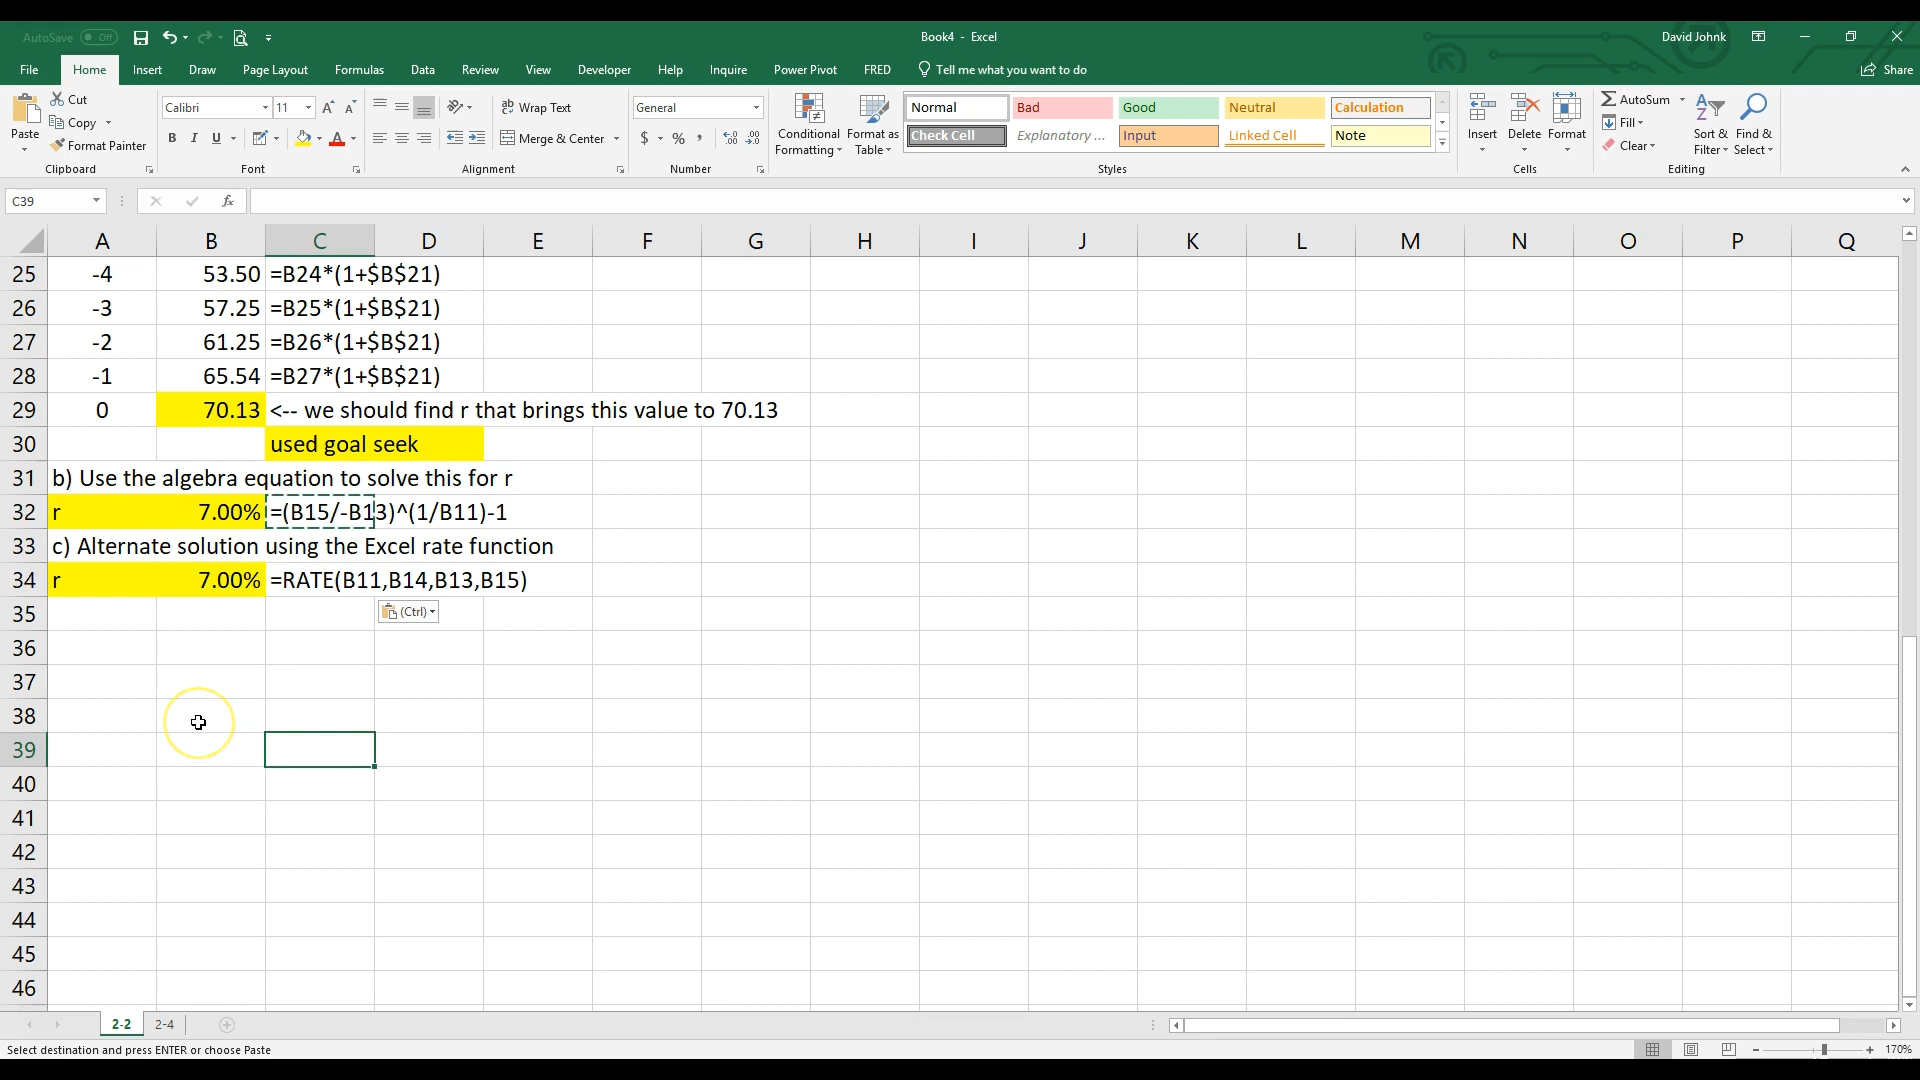 AutoSave Off
Book4 - Excel
David Johnk
File Home Insert Draw Page Layout Formulas Data Review View Developer Help Inquire Power Pivot FRED Tell me what you want to do Share
Paste
Cut
Copy
Format Painter
Clipboard
Calibri 11
B I U
Font
Wrap Text
Merge & Center
Alignment
General
$ % ,
Number
Conditional Formatting
Format as Table
Normal Bad Good Neutral Calculation
Check Cell Explanatory ... Input Linked Cell Note
Styles
Insert Delete Format
Cells
AutoSum
Fill
Clear
Sort & Filter
Find & Select
Editing
C39 fx
A B C D E F G H I J K L M N O P Q
25 -4 53.50 =B24*(1+$B$21)
26 -3 57.25 =B25*(1+$B$21)
27 -2 61.25 =B26*(1+$B$21)
28 -1 65.54 =B27*(1+$B$21)
29 0 70.13 <-- we should find r that brings this value to 70.13
30 used goal seek
31 b) Use the algebra equation to solve this for r
32 r 7.00% =(B15/-B13)^(1/B11)-1
33 c) Alternate solution using the Excel rate function
34 r 7.00% =RATE(B11,B14,B13,B15)
35 (Ctrl)
36
37
38
39
40
41
42
43
44
45
46
2-2 2-4
Select destination and press ENTER or choose Paste
170%